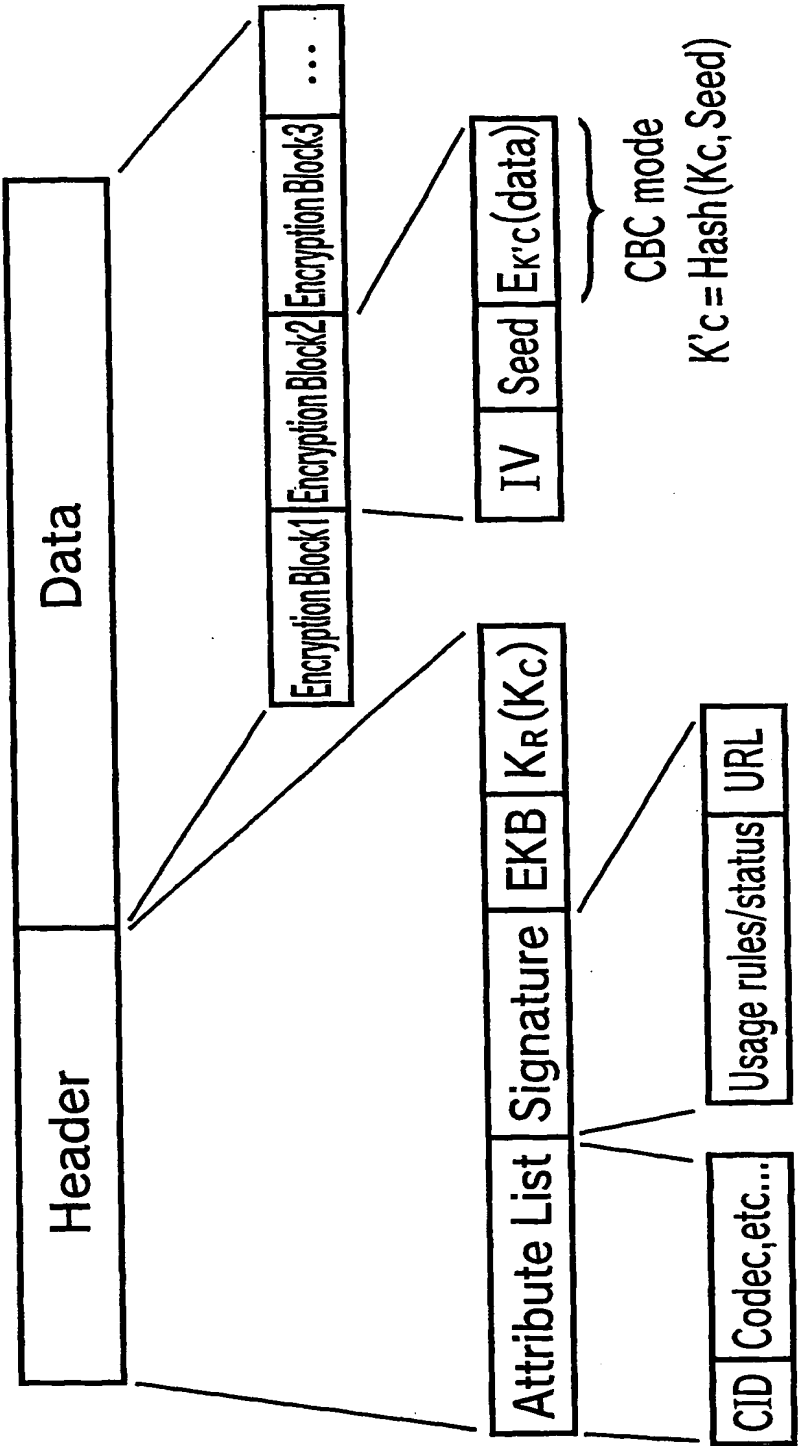 Header
Data
Encryption Block1
Encryption Block2
Encryption Block3
...
Attribute List
Signature
EKB
KR(Kc)
IV
Seed
EK'C(data)
CBC mode
K'c = Hash(Kc, Seed)
CID
Codec,etc...
Usage rules/status
URL